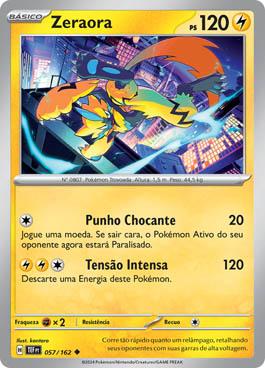 BÁSICO Zeraora PS 120
Nº 0807 Pokémon Trovoada Altura: 1,5 m Peso: 44,5 kg
Punho Chocante 20
Jogue uma moeda. Se sair cara, o Pokémon Ativo do seu
oponente agora estará Paralisado.
Tensão Intensa 120
Descarte uma Energia deste Pokémon.
Fraqueza ×2 Resistência Recuo
Ilust. kantaro
H TEF PT 057/162
Corre tão rápido quanto um relâmpago, retalhando
seus oponentes com suas garras de alta voltagem.
©2024 Pokémon/Nintendo/Creatures/GAME FREAK